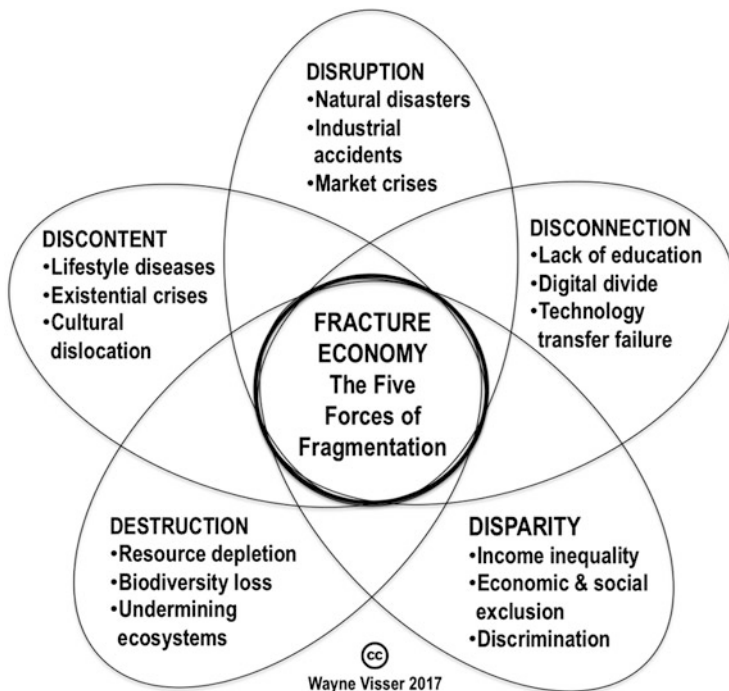 DISRUPTION
•Natural disasters
•Industrial
accidents
•Market crises
DISCONTENT
•Lifestyle diseases
•Existential crises
•Cultural
dislocation
DISCONNECTION
•Lack of education
•Digital divide
•Technology
transfer failure
FRACTURE
ECONOMY
The Five
Forces of
Fragmentation
DESTRUCTION
•Resource depletion
•Biodiversity loss
•Undermining
ecosystems
DISPARITY
•Income inequality
•Economic & social
exclusion
•Discrimination
cc
Wayne Visser 2017